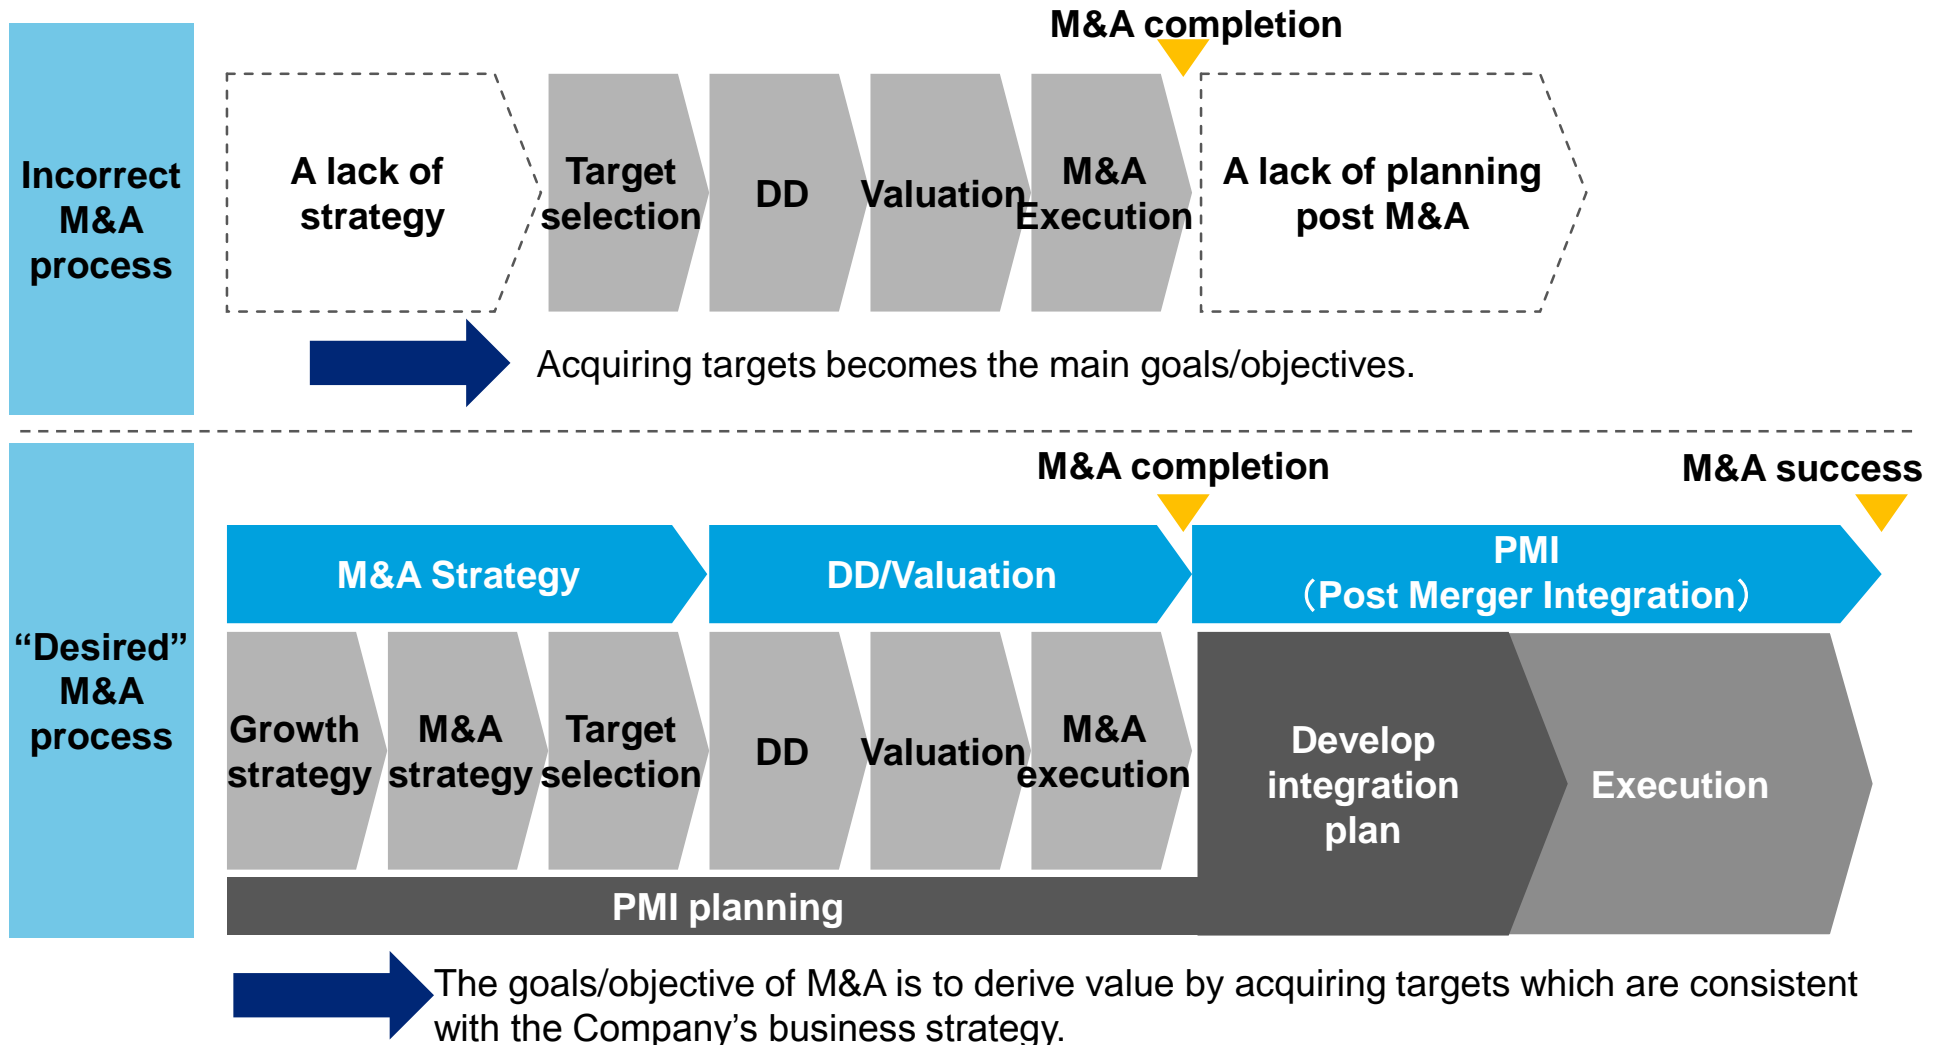 M&A completion
Incorrect
M&A
process
A lack of
strategy
Target
selection
DD
Valuation
M&A
Execution
A lack of planning
post M&A
Acquiring targets becomes the main goals/objectives.
M&A completion
M&A success
“Desired”
M&A
process
M&A Strategy
DD/Valuation
PMI
（Post Merger Integration）
Growth
strategy
M&A
strategy
Target
selection
DD
Valuation
M&A
execution
Develop
integration
plan
Execution
PMI planning
The goals/objective of M&A is to derive value by acquiring targets which are consistent
with the Company’s business strategy.